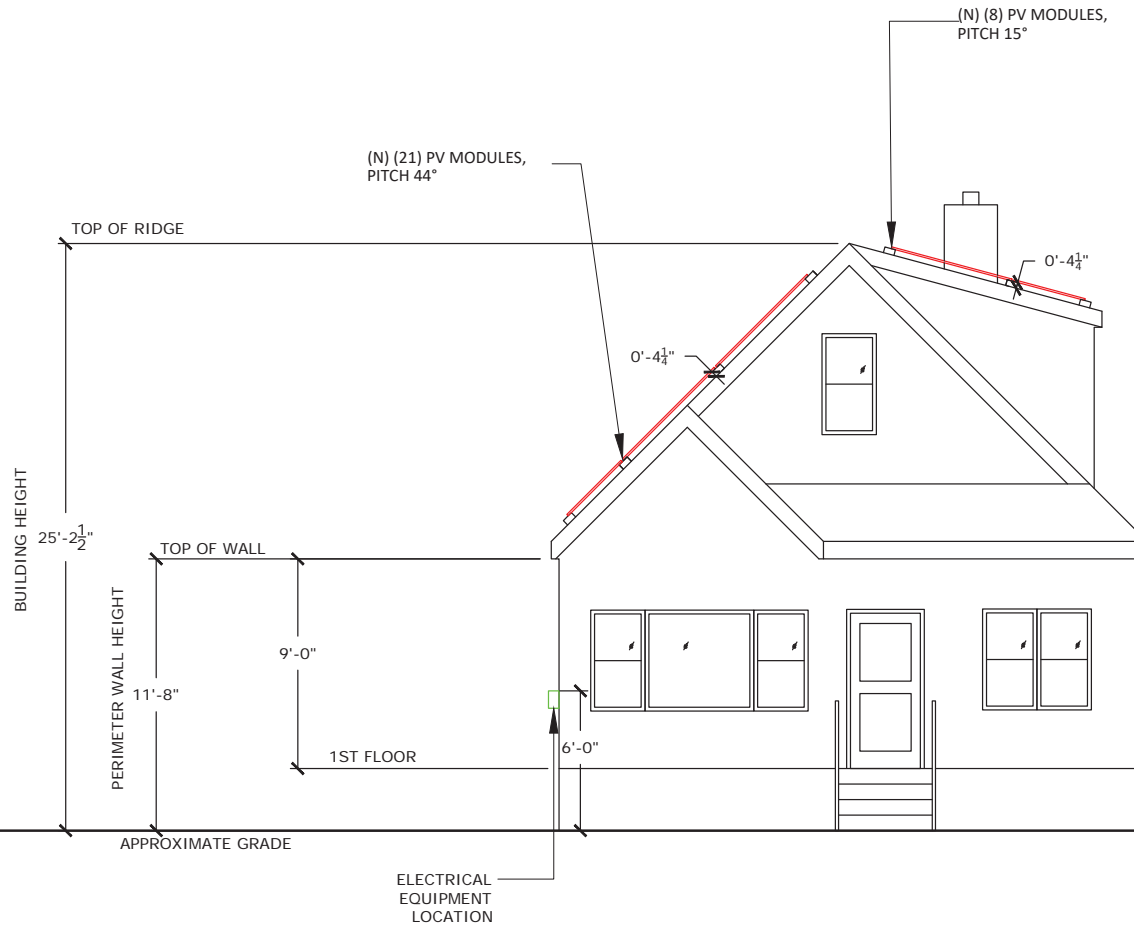 (N) (8) PV MODULES,
PITCH 15°
(N) (21) PV MODULES,
PITCH 44°
TOP OF RIDGE
0'-4¼"
0'-4¼"
BUILDING HEIGHT
25'-2½"
TOP OF WALL
PERIMETER WALL HEIGHT
11'-8"
9'-0"
6'-0"
1ST FLOOR
APPROXIMATE GRADE
ELECTRICAL
EQUIPMENT
LOCATION